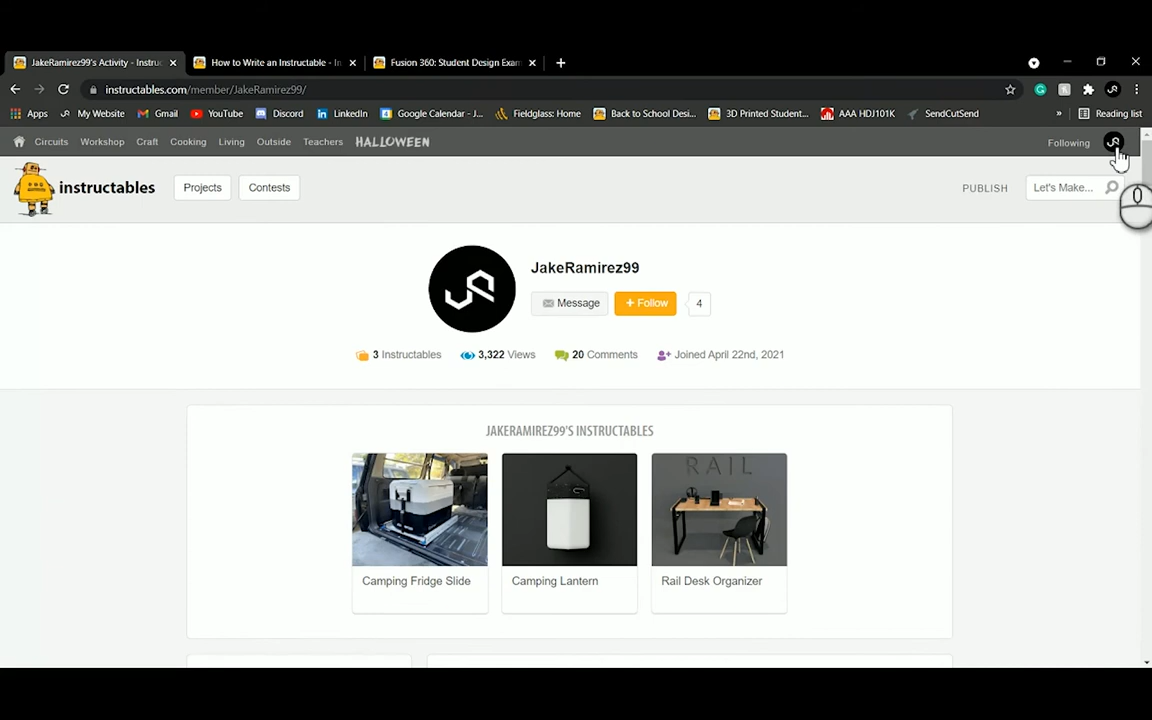 JakeRamirez99's Activity - Instruc
How to Write an Instructable - In
Fusion 360: Student Design Exam
instructables.com/member/JakeRamirez99/
Apps
My Website
Gmail
YouTube
Discord
LinkedIn
Google Calendar - J...
Fieldglass: Home
Back to School Desi...
3D Printed Student...
AAA HDJ101K
SendCutSend
»
Reading list
Circuits
Workshop
Craft
Cooking
Living
Outside
Teachers
HALLOWEEN
Following
instructables
Projects
Contests
PUBLISH
Let's Make...
JakeRamirez99
Message
+ Follow
4
3 Instructables
3,322 Views
20 Comments
Joined April 22nd, 2021
JAKERAMIREZ99'S INSTRUCTABLES
RAIL
Camping Fridge Slide
Camping Lantern
Rail Desk Organizer